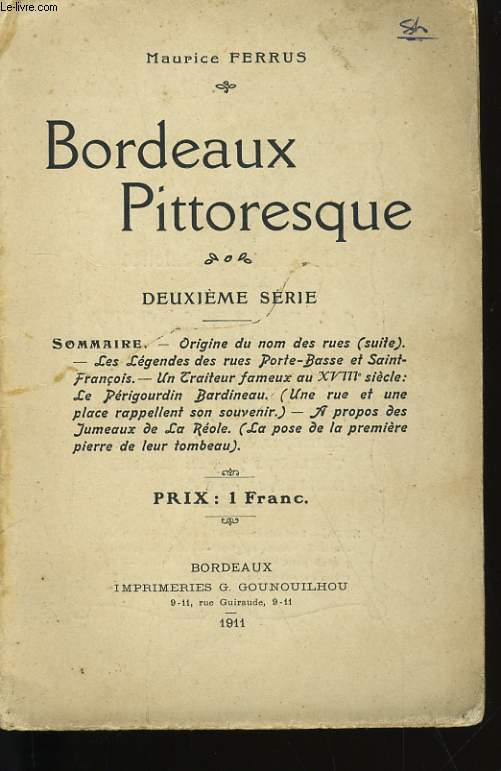 Le-livre.com
Maurice FERRUS
Bordeaux
Pittoresque
DEUXIÈME SÉRIE
SOMMAIRE. — Origine du nom des rues (suite).
— Les Légendes des rues Porte-Basse et Saint-
François. — Un Traiteur fameux au XVIIIe siècle:
Le Périgourdin Bardineau. (Une rue et une
place rappellent son souvenir.) — A propos des
Jumeaux de La Réole. (La pose de la première
pierre de leur tombeau).
PRIX : 1 Franc.
BORDEAUX
IMPRIMERIES G. GOUNOUILHOU
9-11, rue Guiraude, 9-11
1911